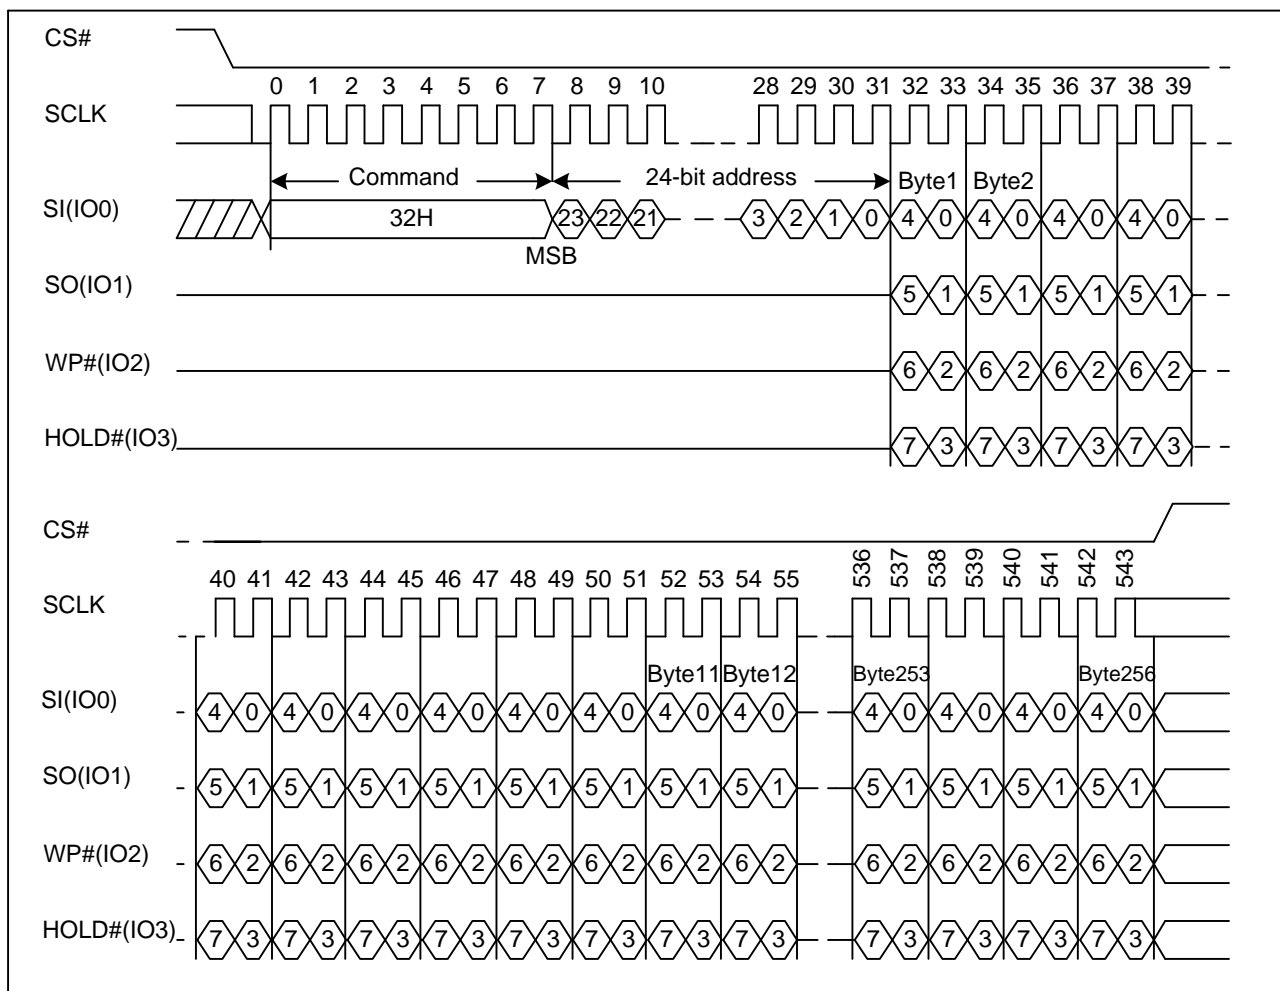 CS#
0 1 2 3 4 5 6 7 8 9 10 28 29 30 31 32 33 34 35 36 37 38 39
SCLK
Command 24-bit address Byte1 Byte2
SI(IO0) 32H 23 22 21 3 2 1 0 4 0 4 0 4 0 4 0
MSB
SO(IO1) 5 1 5 1 5 1 5 1
WP#(IO2) 6 2 6 2 6 2 6 2
HOLD#(IO3) 7 3 7 3 7 3 7 3
CS#
40 41 42 43 44 45 46 47 48 49 50 51 52 53 54 55 536 537 538 539 540 541 542 543
SCLK
Byte11 Byte12 Byte253 Byte256
SI(IO0) 4 0 4 0 4 0 4 0 4 0 4 0 4 0 4 0 4 0 4 0 4 0 4 0
SO(IO1) 5 1 5 1 5 1 5 1 5 1 5 1 5 1 5 1 5 1 5 1 5 1 5 1
WP#(IO2) 6 2 6 2 6 2 6 2 6 2 6 2 6 2 6 2 6 2 6 2 6 2 6 2
HOLD#(IO3) 7 3 7 3 7 3 7 3 7 3 7 3 7 3 7 3 7 3 7 3 7 3 7 3